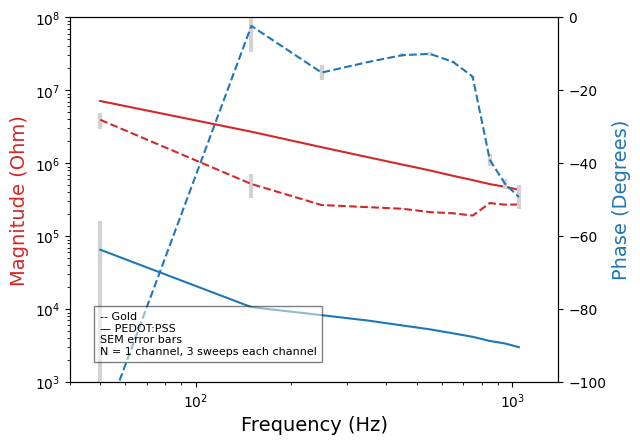 10^8
10^7
10^6
10^5
10^4
10^3
Magnitude (Ohm)
0
−20
−40
−60
−80
−100
Phase (Degrees)
-- Gold
— PEDOT:PSS
SEM error bars
N = 1 channel, 3 sweeps each channel
10^2
10^3
Frequency (Hz)